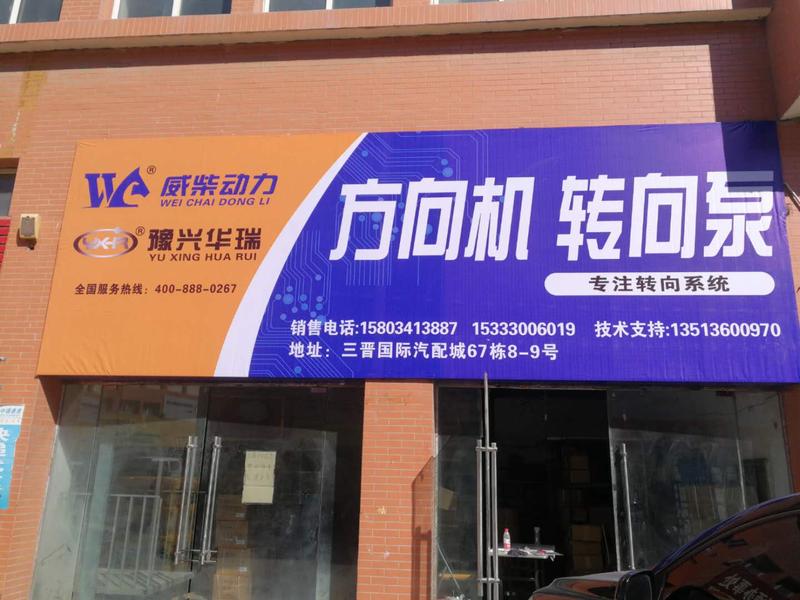 威柴动力
WEI CHAI DONG LI
豫兴华瑞
YU XING HUA RUI
全国服务热线：400-888-0267
方向机 转向泵
专注转向系统
销售电话:15803413887 15333006019 技术支持:13513600970
地址：三晋国际汽配城67栋8-9号